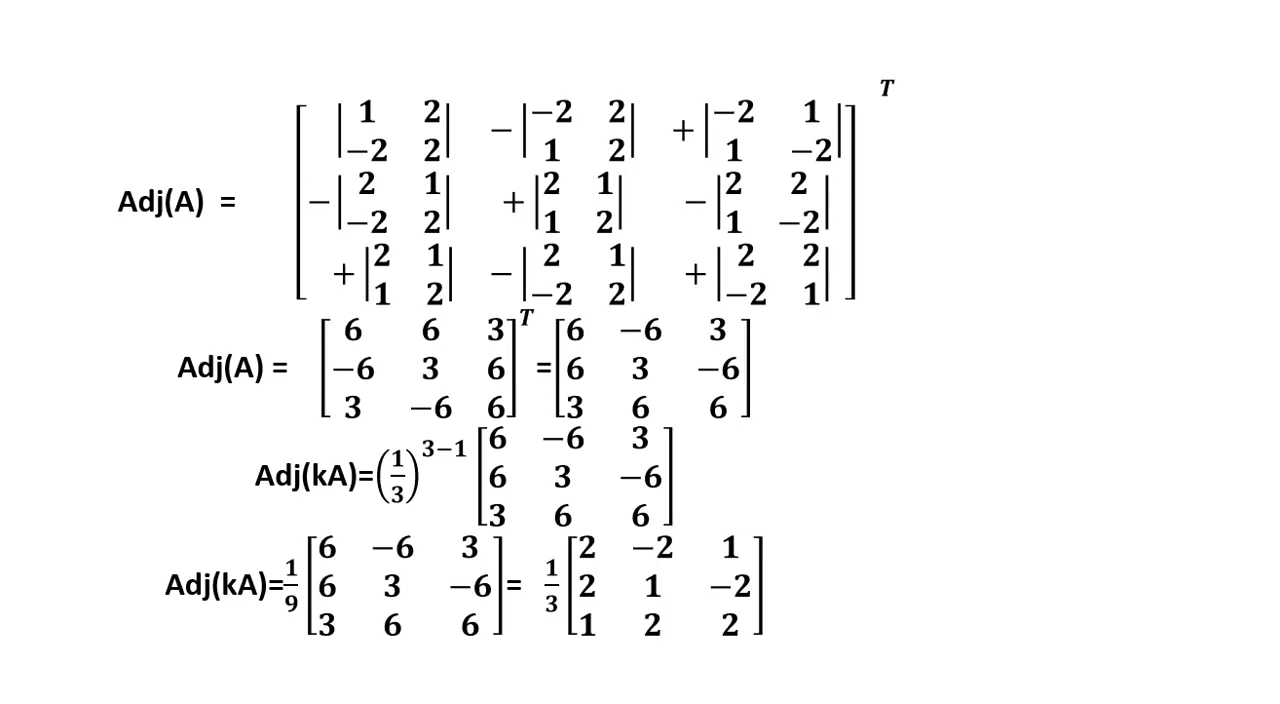 Adj(A) = [ |1 2; −2 2| −|−2 2; 1 2| +|−2 1; 1 −2| ; −|2 1; −2 2| +|2 1; 1 2| −|2 2; 1 −2| ; +|2 1; 1 2| −|2 1; −2 2| +|2 2; −2 1| ]^T
Adj(A) = [6 6 3; −6 3 6; 3 −6 6]^T = [6 −6 3; 6 3 −6; 3 6 6]
Adj(kA)=(1/3)^3−1 [6 −6 3; 6 3 −6; 3 6 6]
Adj(kA)=1/9 [6 −6 3; 6 3 −6; 3 6 6] = 1/3 [2 −2 1; 2 1 −2; 1 2 2]